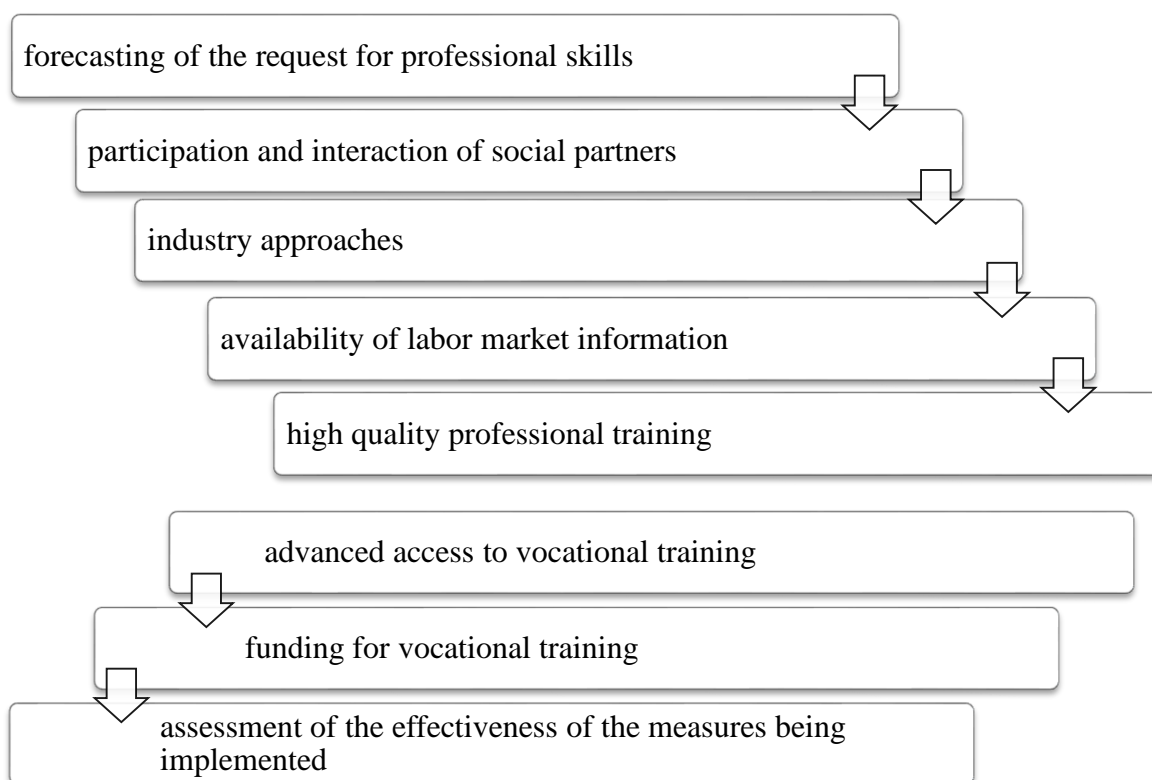 forecasting of the request for professional skills
participation and interaction of social partners
industry approaches
availability of labor market information
high quality professional training
advanced access to vocational training
funding for vocational training
assessment of the effectiveness of the measures being
implemented